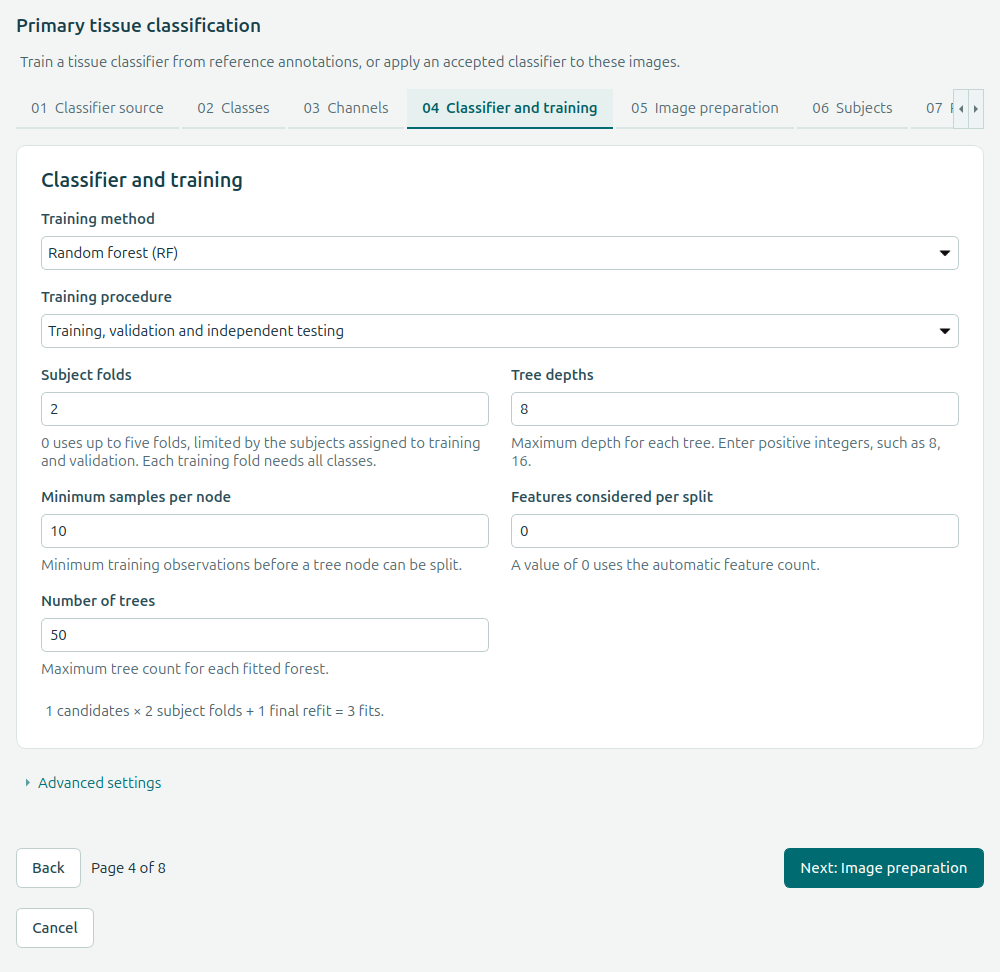 Primary tissue classification
Train a tissue classifier from reference annotations, or apply an accepted classifier to these images.
01 Classifier source
02 Classes
03 Channels
04 Classifier and training
05 Image preparation
06 Subjects
07
Classifier and training
Training method
Random forest (RF)
Training procedure
Training, validation and independent testing
Subject folds
2
0 uses up to five folds, limited by the subjects assigned to training
and validation. Each training fold needs all classes.
Tree depths
8
Maximum depth for each tree. Enter positive integers, such as 8,
16.
Minimum samples per node
10
Minimum training observations before a tree node can be split.
Features considered per split
0
A value of 0 uses the automatic feature count.
Number of trees
50
Maximum tree count for each fitted forest.
1 candidates × 2 subject folds + 1 final refit = 3 fits.
Advanced settings
Back
Page 4 of 8
Next: Image preparation
Cancel